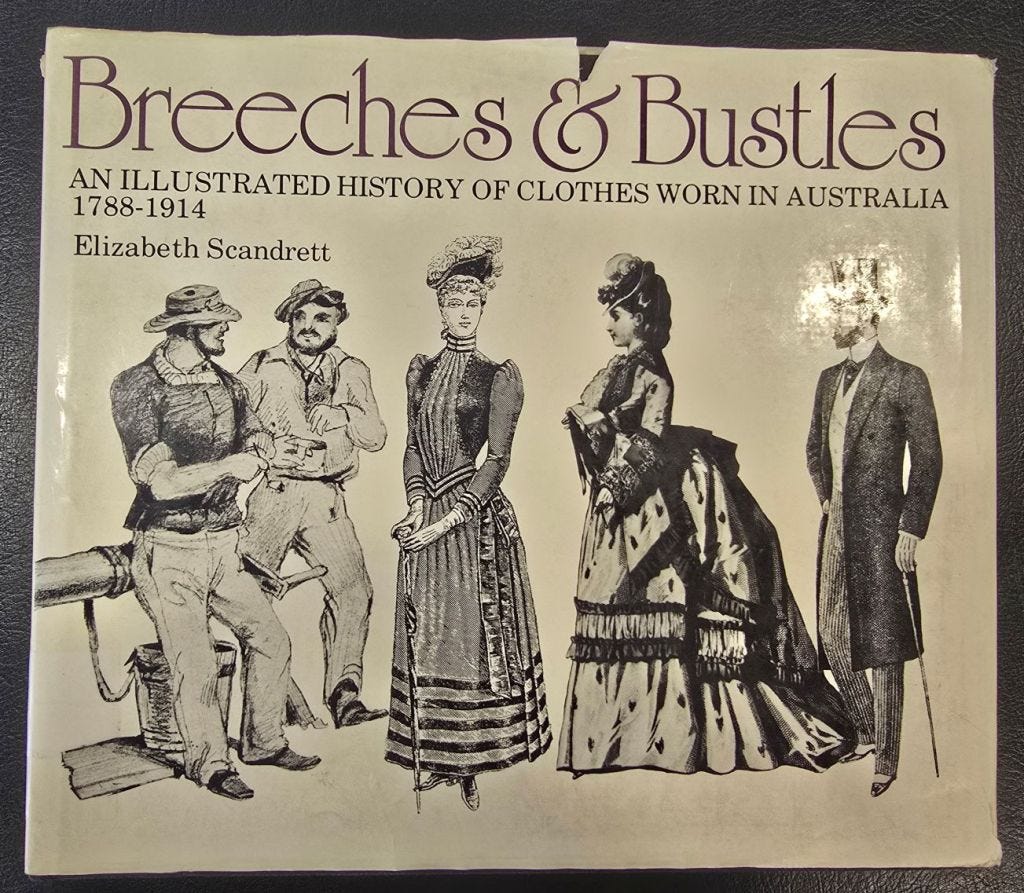 Breeches & Bustles
AN ILLUSTRATED HISTORY OF CLOTHES WORN IN AUSTRALIA
1788-1914
Elizabeth Scandrett